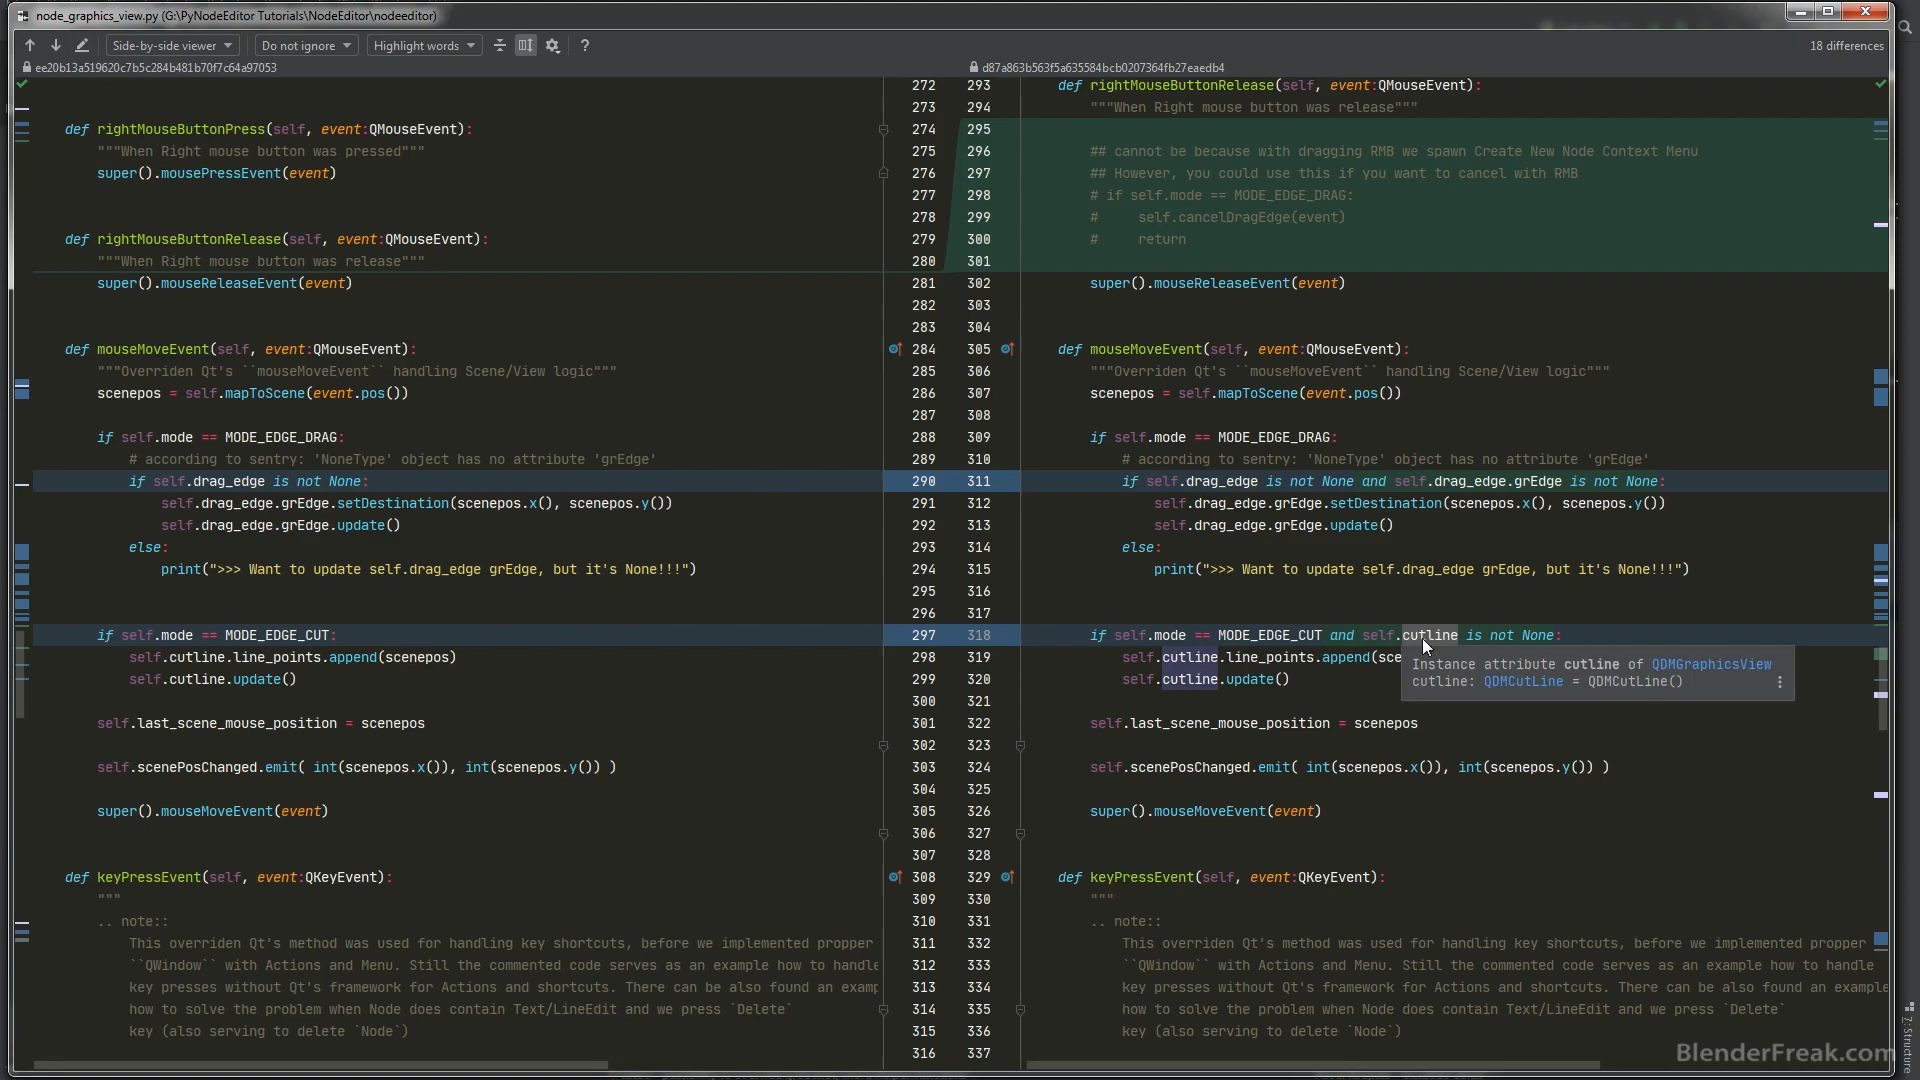 node_graphics_view.py (G:\PyNodeEditor Tutorials\NodeEditor\nodeeditor)
Side-by-side viewer Do not ignore Highlight words ? 18 differences
ee20b13a519620c7b5c284b481b70f7c64a97053
d87a863b563f5a635584bcb0207364fb27eaedb4
272 293 def rightMouseButtonRelease(self, event:QMouseEvent):
273 294 """When Right mouse button was release"""
def rightMouseButtonPress(self, event:QMouseEvent): 274 295
"""When Right mouse button was pressed""" 275 296 ## cannot be because with dragging RMB we spawn Create New Node Context Menu
super().mousePressEvent(event) 276 297 ## However, you could use this if you want to cancel with RMB
277 298 # if self.mode == MODE_EDGE_DRAG:
278 299 # self.cancelDragEdge(event)
def rightMouseButtonRelease(self, event:QMouseEvent): 279 300 # return
"""When Right mouse button was release""" 280 301
super().mouseReleaseEvent(event) 281 302 super().mouseReleaseEvent(event)
282 303
283 304
def mouseMoveEvent(self, event:QMouseEvent): 284 305 def mouseMoveEvent(self, event:QMouseEvent):
"""Overriden Qt's ``mouseMoveEvent`` handling Scene/View logic""" 285 306 """Overriden Qt's ``mouseMoveEvent`` handling Scene/View logic"""
scenepos = self.mapToScene(event.pos()) 286 307 scenepos = self.mapToScene(event.pos())
287 308
if self.mode == MODE_EDGE_DRAG: 288 309 if self.mode == MODE_EDGE_DRAG:
# according to sentry: 'NoneType' object has no attribute 'grEdge' 289 310 # according to sentry: 'NoneType' object has no attribute 'grEdge'
if self.drag_edge is not None: 290 311 if self.drag_edge is not None and self.drag_edge.grEdge is not None:
self.drag_edge.grEdge.setDestination(scenepos.x(), scenepos.y()) 291 312 self.drag_edge.grEdge.setDestination(scenepos.x(), scenepos.y())
self.drag_edge.grEdge.update() 292 313 self.drag_edge.grEdge.update()
else: 293 314 else:
print(">>> Want to update self.drag_edge grEdge, but it's None!!!") 294 315 print(">>> Want to update self.drag_edge grEdge, but it's None!!!")
295 316
296 317
if self.mode == MODE_EDGE_CUT: 297 318 if self.mode == MODE_EDGE_CUT and self.cutline is not None:
self.cutline.line_points.append(scenepos) 298 319 self.cutline.line_points.append(sce
Instance attribute cutline of QDMGraphicsView
cutline: QDMCutLine = QDMCutLine()
self.cutline.update() 299 320 self.cutline.update()
300 321
self.last_scene_mouse_position = scenepos 301 322 self.last_scene_mouse_position = scenepos
302 323
self.scenePosChanged.emit( int(scenepos.x()), int(scenepos.y()) ) 303 324 self.scenePosChanged.emit( int(scenepos.x()), int(scenepos.y()) )
304 325
super().mouseMoveEvent(event) 305 326 super().mouseMoveEvent(event)
306 327
307 328
def keyPressEvent(self, event:QKeyEvent): 308 329 def keyPressEvent(self, event:QKeyEvent):
""" 309 330 """
.. note:: 310 331 .. note::
This overriden Qt's method was used for handling key shortcuts, before we implemented propper 311 332 This overriden Qt's method was used for handling key shortcuts, before we implemented propper
``QWindow`` with Actions and Menu. Still the commented code serves as an example how to handle 312 333 ``QWindow`` with Actions and Menu. Still the commented code serves as an example how to handle
key presses without Qt's framework for Actions and shortcuts. There can be also found an examp 313 334 key presses without Qt's framework for Actions and shortcuts. There can be also found an example
how to solve the problem when Node does contain Text/LineEdit and we press `Delete` 314 335 how to solve the problem when Node does contain Text/LineEdit and we press `Delete`
key (also serving to delete `Node`) 315 336 key (also serving to delete `Node`)
316 337
BlenderFreak.com
7: Structure